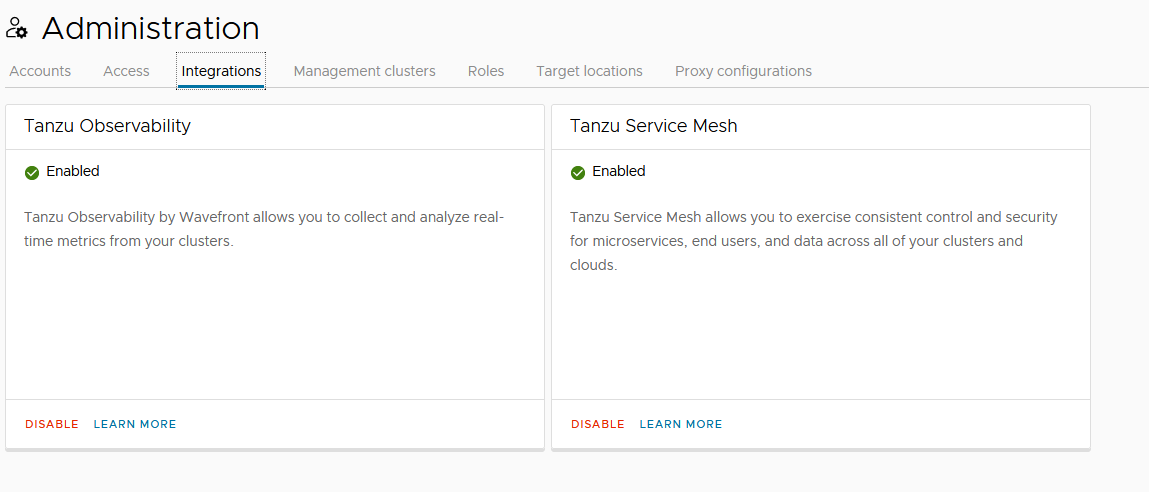 Administration
Accounts Access Integrations Management clusters Roles Target locations Proxy configurations
Tanzu Observability
Enabled
Tanzu Observability by Wavefront allows you to collect and analyze real-
time metrics from your clusters.
DISABLE LEARN MORE
Tanzu Service Mesh
Enabled
Tanzu Service Mesh allows you to exercise consistent control and security
for microservices, end users, and data across all of your clusters and
clouds.
DISABLE LEARN MORE